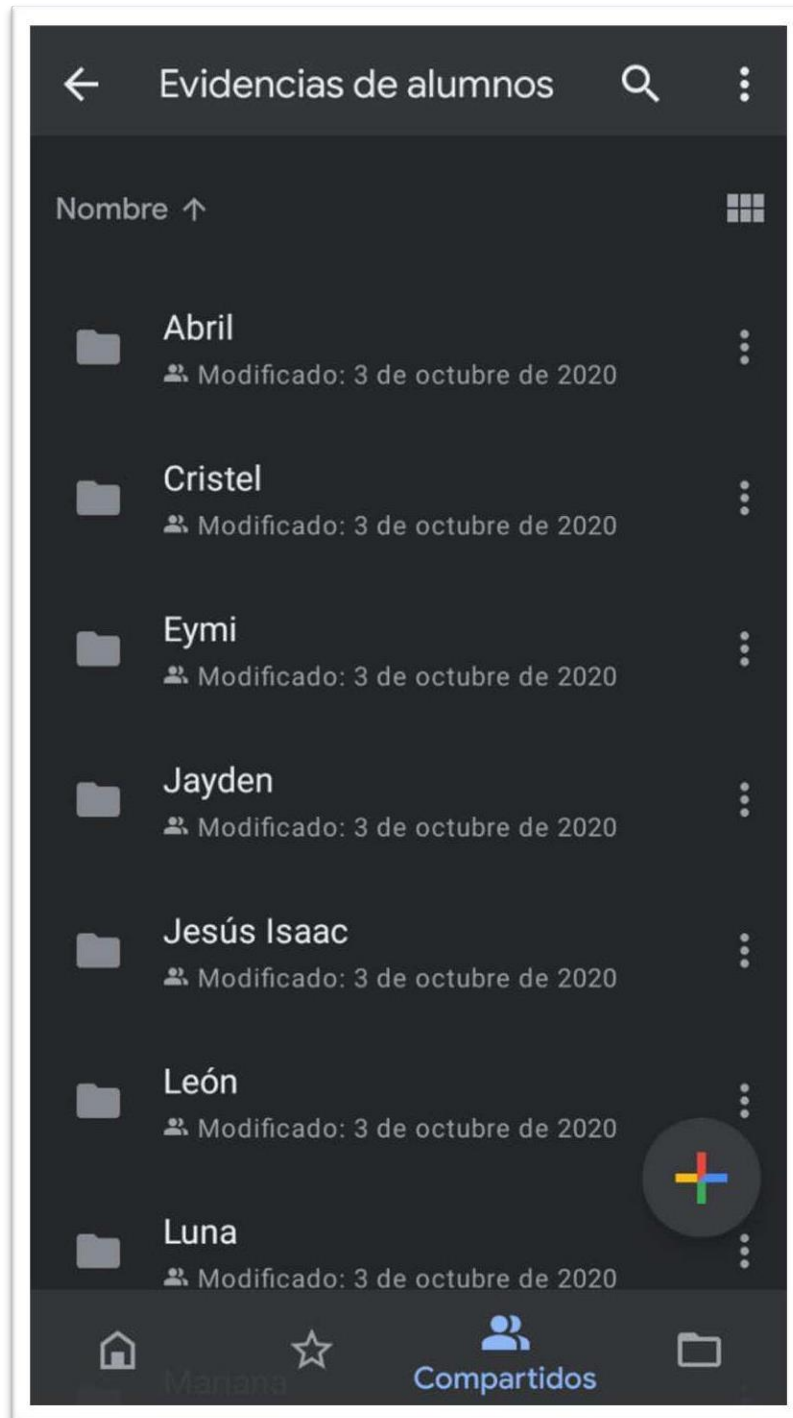 Evidencias de alumnos
Nombre ↑
Abril
Modificado: 3 de octubre de 2020
Cristel
Modificado: 3 de octubre de 2020
Eymi
Modificado: 3 de octubre de 2020
Jayden
Modificado: 3 de octubre de 2020
Jesús Isaac
Modificado: 3 de octubre de 2020
León
Modificado: 3 de octubre de 2020
Luna
Modificado: 3 de octubre de 2020
Mariana
Compartidos